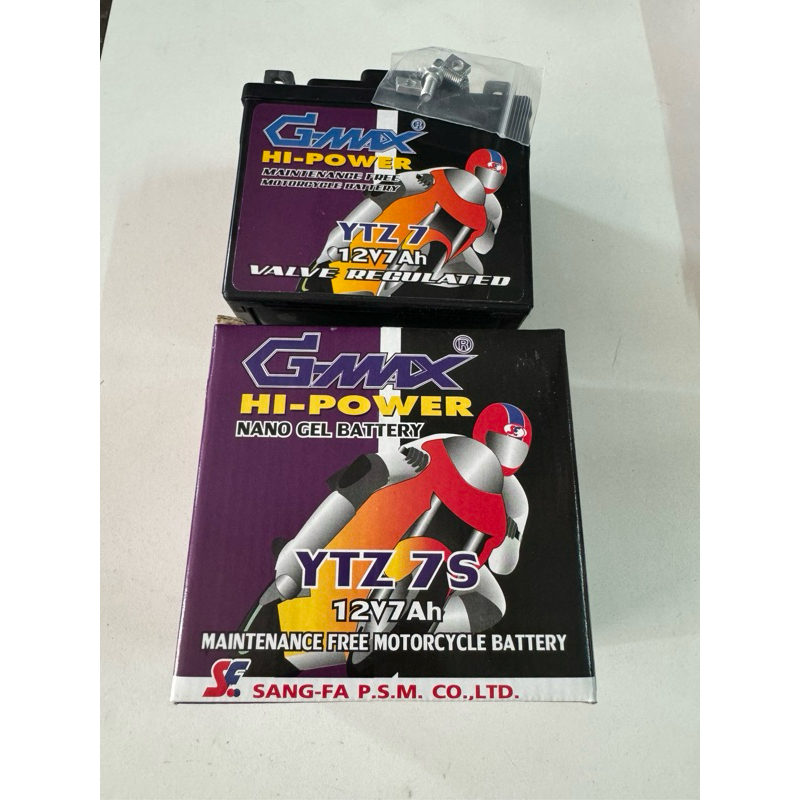 G-MAX ®
HI-POWER
MAINTENANCE FREE
MOTORCYCLE BATTERY
YTZ 7
12V7Ah
VALVE REGULATED
G-MAX ®
HI-POWER
NANO GEL BATTERY
YTZ 7S
12V7Ah
MAINTENANCE FREE MOTORCYCLE BATTERY
SF SANG-FA P.S.M. CO.,LTD.